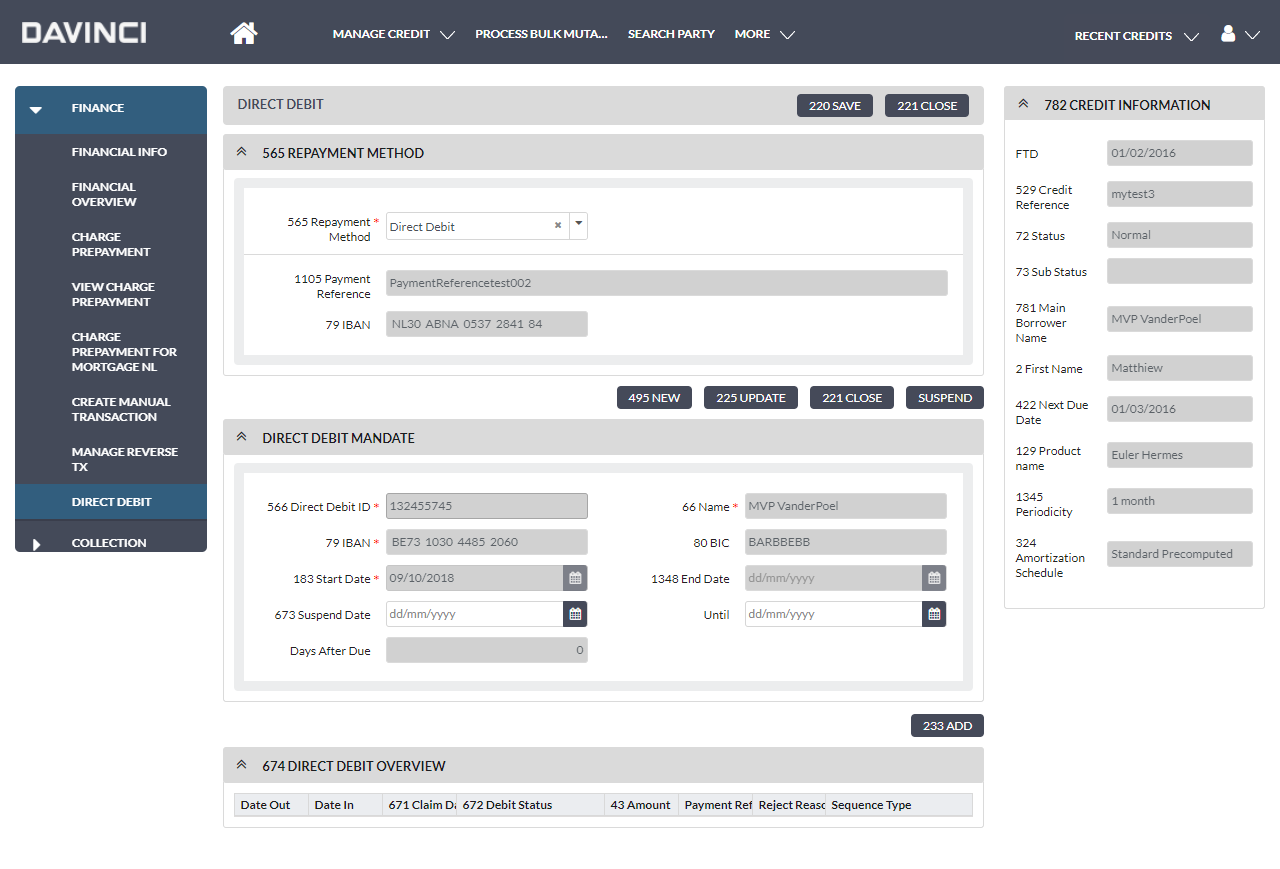 DAVINCI
MANAGE CREDIT
PROCESS BULK MUTA...
SEARCH PARTY
MORE
RECENT CREDITS
FINANCE
FINANCIAL INFO
FINANCIAL
OVERVIEW
CHARGE
PREPAYMENT
VIEW CHARGE
PREPAYMENT
CHARGE
PREPAYMENT FOR
MORTGAGE NL
CREATE MANUAL
TRANSACTION
MANAGE REVERSE
TX
DIRECT DEBIT
COLLECTION
DIRECT DEBIT
220 SAVE
221 CLOSE
565 REPAYMENT METHOD
565 Repayment *
Method
Direct Debit
×
1105 Payment
Reference
PaymentReferencetest002
79 IBAN
NL30 ABNA 0537 2841 84
495 NEW
225 UPDATE
221 CLOSE
SUSPEND
DIRECT DEBIT MANDATE
566 Direct Debit ID *
132455745
66 Name *
MVP VanderPoel
79 IBAN *
BE73 1030 4485 2060
80 BIC
BARBBEBB
183 Start Date *
09/10/2018
1348 End Date
dd/mm/yyyy
673 Suspend Date
dd/mm/yyyy
Until
dd/mm/yyyy
Days After Due
0
233 ADD
674 DIRECT DEBIT OVERVIEW
Date Out
Date In
671 Claim Da
672 Debit Status
43 Amount
Payment Ref
Reject Reaso
Sequence Type
782 CREDIT INFORMATION
FTD
01/02/2016
529 Credit
Reference
mytest3
72 Status
Normal
73 Sub Status
781 Main
Borrower
Name
MVP VanderPoel
2 First Name
Matthiew
422 Next Due
Date
01/03/2016
129 Product
name
Euler Hermes
1345
Periodicity
1 month
324
Amortization
Schedule
Standard Precomputed